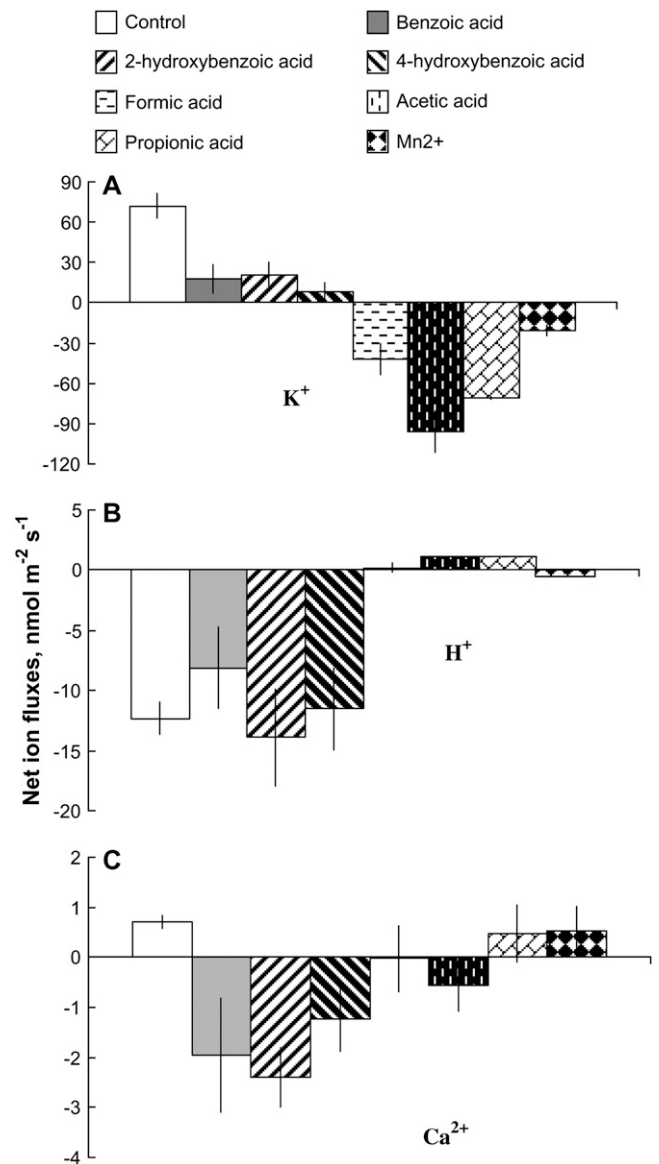 Control
Benzoic acid
2-hydroxybenzoic acid
4-hydroxybenzoic acid
Formic acid
Acetic acid
Propionic acid
Mn2+
Net ion fluxes, nmol m⁻² s⁻¹
A
90
60
30
0
-30
-60
-90
-120
K⁺
B
5
0
-5
-10
-15
-20
H⁺
C
2
1
0
-1
-2
-3
-4
Ca²⁺